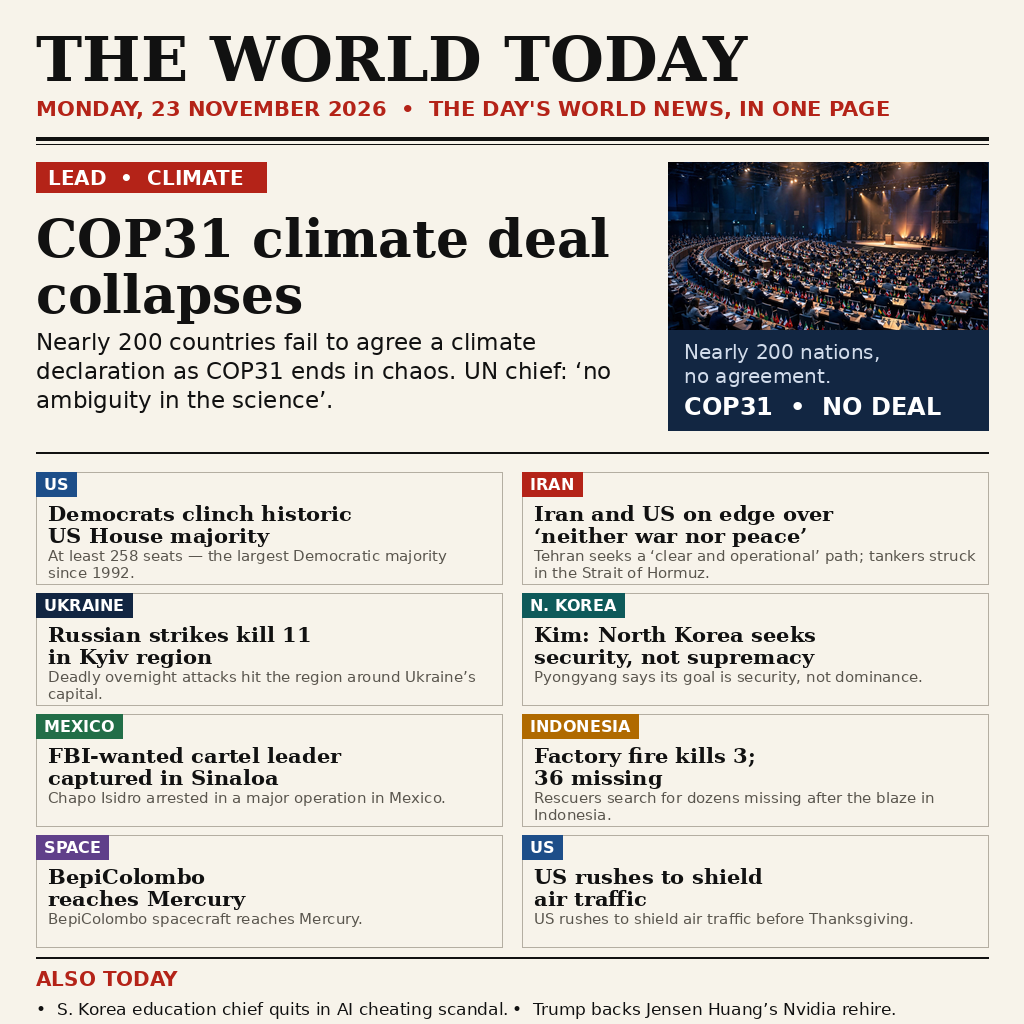 THE WORLD TODAY
MONDAY, 23 NOVEMBER 2026 • THE DAY'S WORLD NEWS, IN ONE PAGE
LEAD • CLIMATE
COP31 climate deal
collapses
Nearly 200 countries fail to agree a climate
declaration as COP31 ends in chaos. UN chief: ‘no
ambiguity in the science’.
Nearly 200 nations,
no agreement.
COP31 • NO DEAL
US
Democrats clinch historic
US House majority
At least 258 seats — the largest Democratic majority
since 1992.
IRAN
Iran and US on edge over
‘neither war nor peace’
Tehran seeks a ‘clear and operational’ path; tankers struck
in the Strait of Hormuz.
UKRAINE
Russian strikes kill 11
in Kyiv region
Deadly overnight attacks hit the region around Ukraine’s
capital.
N. KOREA
Kim: North Korea seeks
security, not supremacy
Pyongyang says its goal is security, not dominance.
MEXICO
FBI-wanted cartel leader
captured in Sinaloa
Chapo Isidro arrested in a major operation in Mexico.
INDONESIA
Factory fire kills 3;
36 missing
Rescuers search for dozens missing after the blaze in
Indonesia.
SPACE
BepiColombo
reaches Mercury
BepiColombo spacecraft reaches Mercury.
US
US rushes to shield
air traffic
US rushes to shield air traffic before Thanksgiving.
ALSO TODAY
• S. Korea education chief quits in AI cheating scandal.
• Trump backs Jensen Huang’s Nvidia rehire.